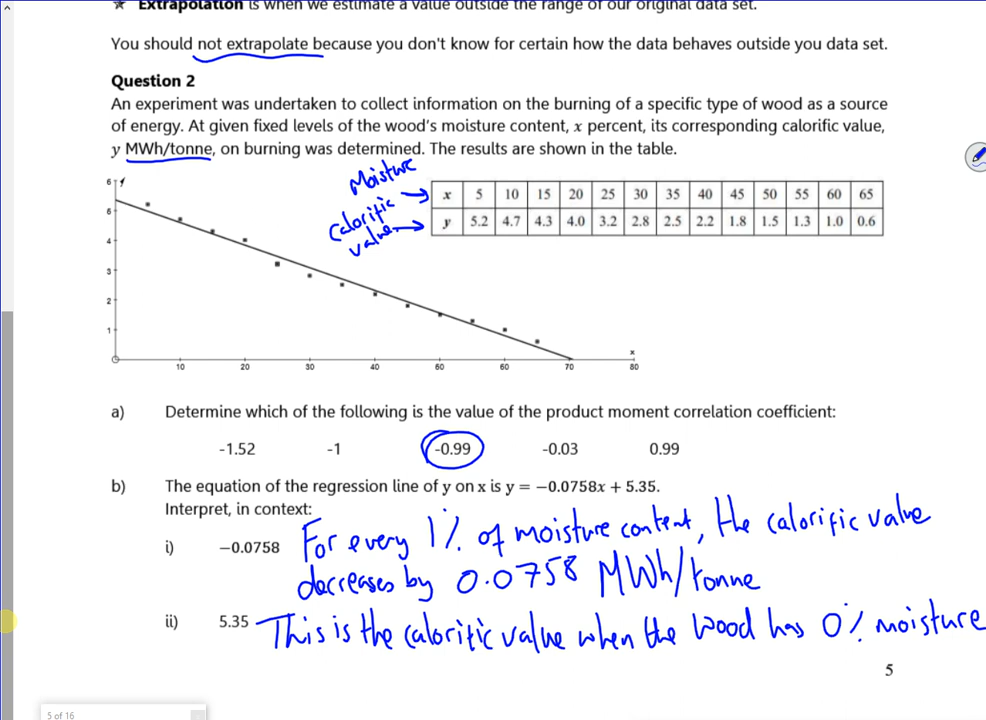 ★ Extrapolation is when we estimate a value outside the range of our original data set.
You should not extrapolate because you don't know for certain how the data behaves outside you data set.
Question 2
An experiment was undertaken to collect information on the burning of a specific type of wood as a source
of energy. At given fixed levels of the wood's moisture content, x percent, its corresponding calorific value,
y MWh/tonne, on burning was determined. The results are shown in the table.
Moisture
x 5 10 15 20 25 30 35 40 45 50 55 60 65
Calorific
value
y 5.2 4.7 4.3 4.0 3.2 2.8 2.5 2.2 1.8 1.5 1.3 1.0 0.6
6 y
5
4
3
2
1
x
0 10 20 30 40 50 60 70 80
a) Determine which of the following is the value of the product moment correlation coefficient:
-1.52 -1 -0.99 -0.03 0.99
b) The equation of the regression line of y on x is y = −0.0758x + 5.35.
Interpret, in context:
i) −0.0758 For every 1% of moisture content, the calorific value
decreases by 0.0758 MWh/tonne
ii) 5.35 This is the calorific value when the wood has 0% moisture
5
5 of 16